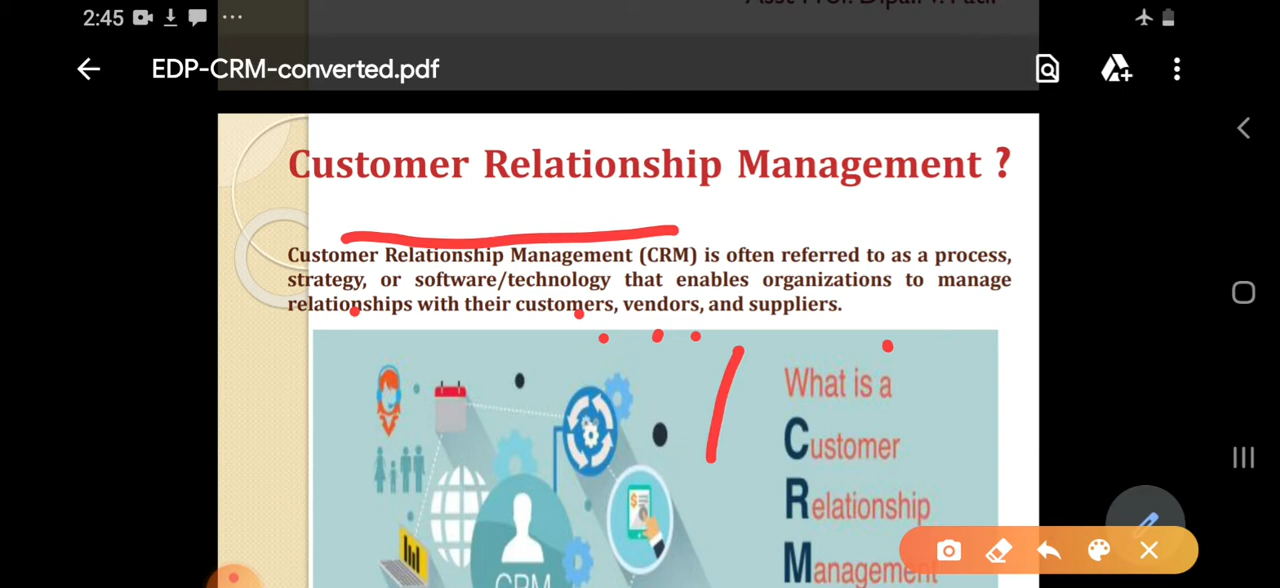 2:45
EDP-CRM-converted.pdf
Customer Relationship Management ?
Customer Relationship Management (CRM) is often referred to as a process,
strategy, or software/technology that enables organizations to manage
relationships with their customers, vendors, and suppliers.
What is a
Customer
Relationship
Management
CRM